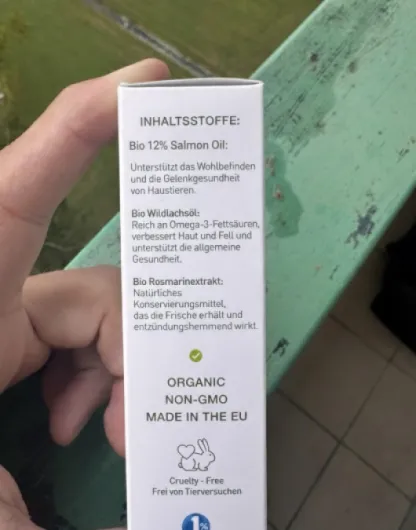 INHALTSSTOFFE:
Bio 12% Salmon Oil:
Unterstützt das Wohlbefinden
und die Gelenkgesundheit
von Haustieren.
Bio Wildlachsöl:
Reich an Omega-3-Fettsäuren,
verbessert Haut und Fell und
unterstützt die allgemeine
Gesundheit.
Bio Rosmarinextrakt:
Natürliches
Konservierungsmittel,
das die Frische erhält und
entzündungshemmend wirkt.
ORGANIC
NON-GMO
MADE IN THE EU
Cruelty - Free
Frei von Tierversuchen
1%